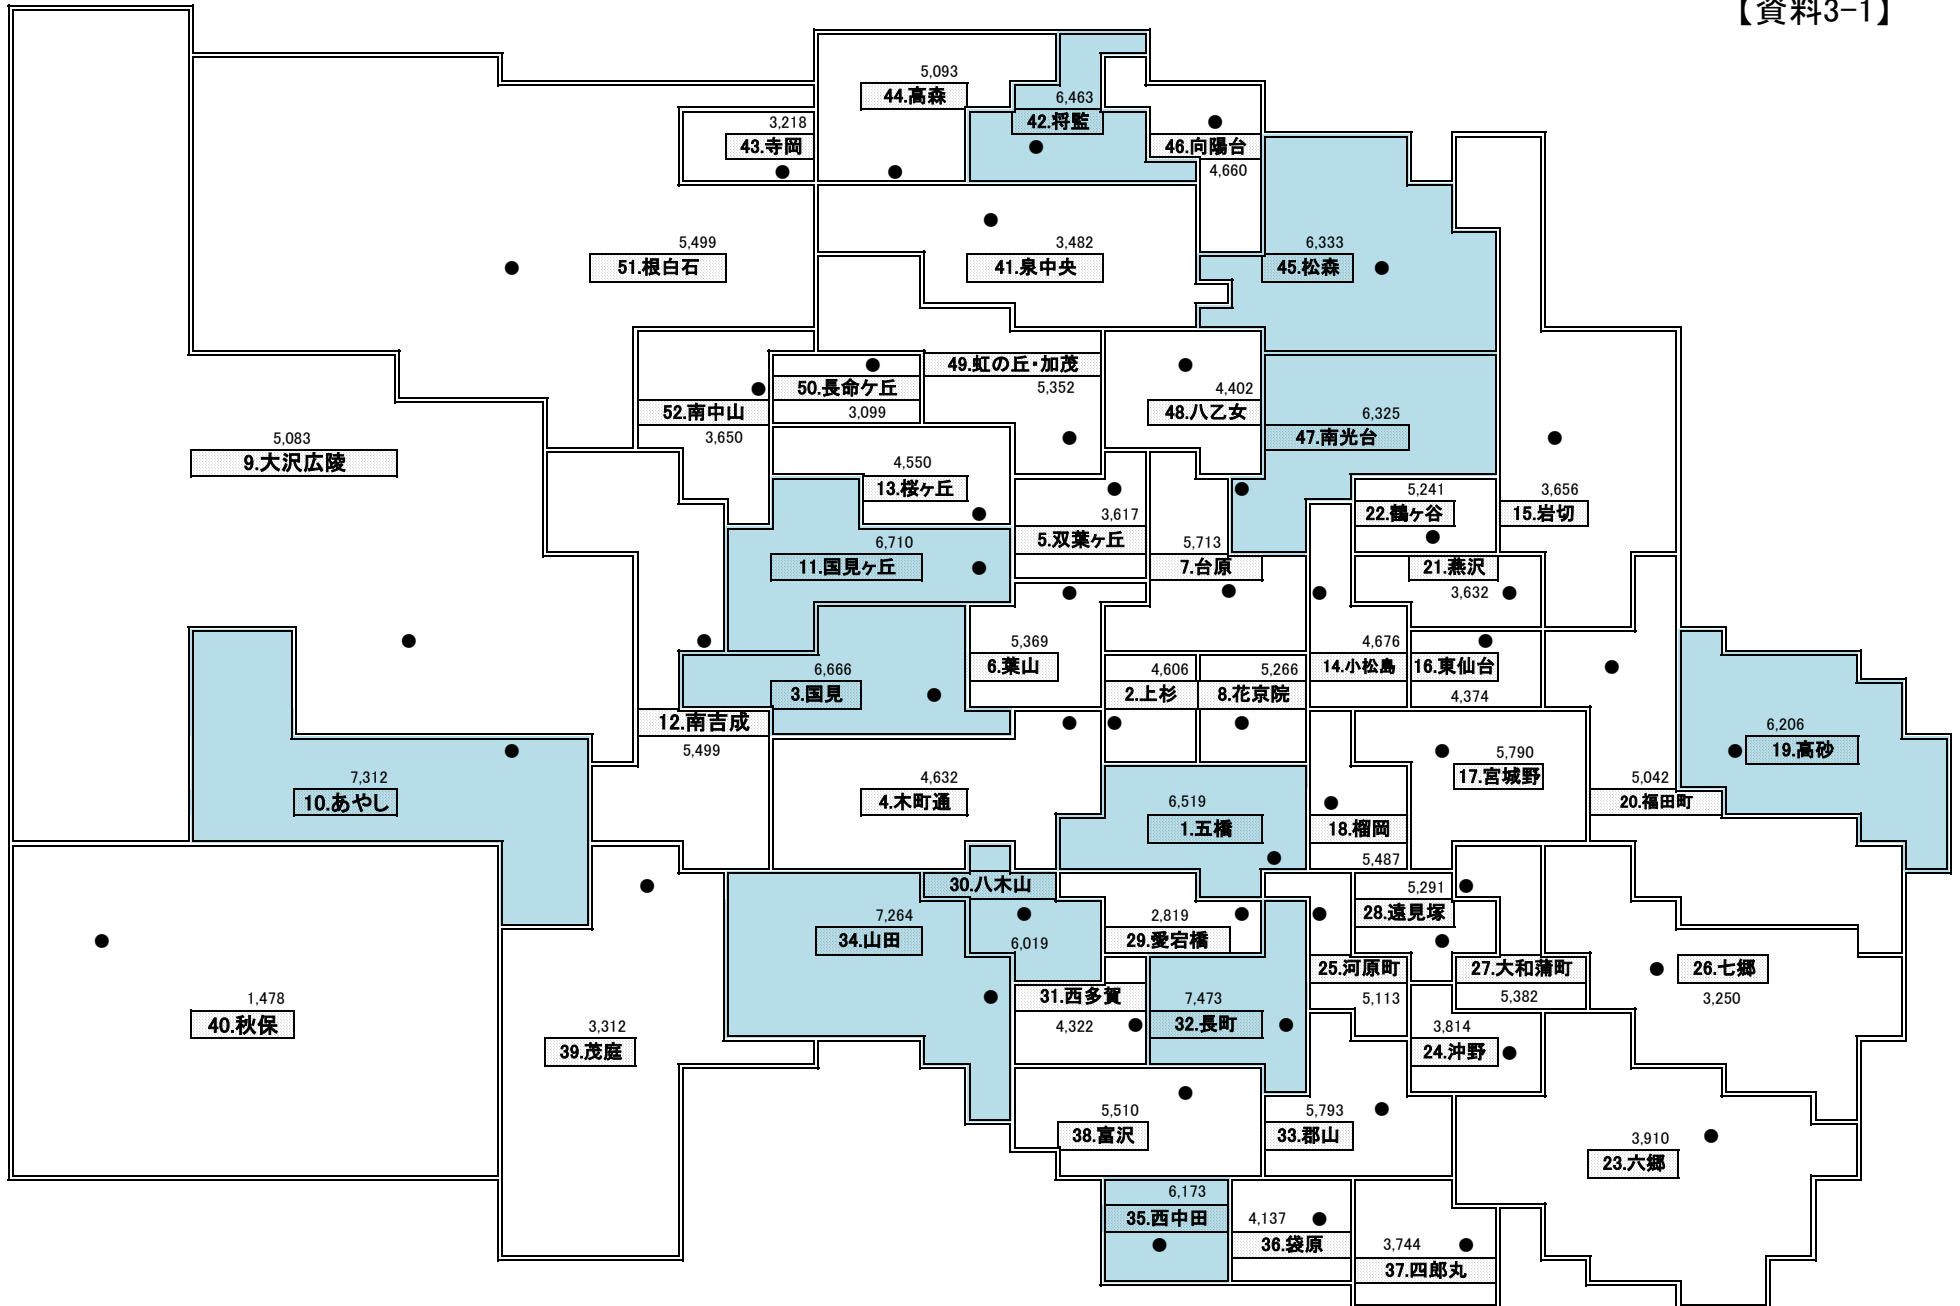 【資料3-1】
5,093
44.高森
6,463
42.将監
3,218
43.寺岡
46.向陽台
4,660
5,499
51.根白石
3,482
41.泉中央
6,333
45.松森
49.虹の丘・加茂
5,352
50.長命ケ丘
3,099
52.南中山
3,650
4,402
48.八乙女
6,325
47.南光台
5,083
9.大沢広陵
4,550
13.桜ヶ丘
3,617
5.双葉ヶ丘
5,241
22.鶴ヶ谷
3,656
15.岩切
6,710
11.国見ヶ丘
5,713
7.台原
21.燕沢
3,632
6,666
3.国見
5,369
6.葉山
4,606
2.上杉
5,266
8.花京院
4,676
14.小松島
16.東仙台
4,374
12.南吉成
5,499
6,206
19.高砂
7,312
10.あやし
4,632
4.木町通
6,519
1.五橋
18.榴岡
5,487
5,790
17.宮城野
5,042
20.福田町
30.八木山
6,019
7,264
34.山田
2,819
29.愛宕橋
5,291
28.遠見塚
25.河原町
5,113
27.大和蒲町
5,382
26.七郷
3,250
1,478
40.秋保
3,312
39.茂庭
31.西多賀
4,322
7,473
32.長町
3,814
24.沖野
5,510
38.富沢
5,793
33.郡山
3,910
23.六郷
6,173
35.西中田
4,137
36.袋原
3,744
37.四郎丸